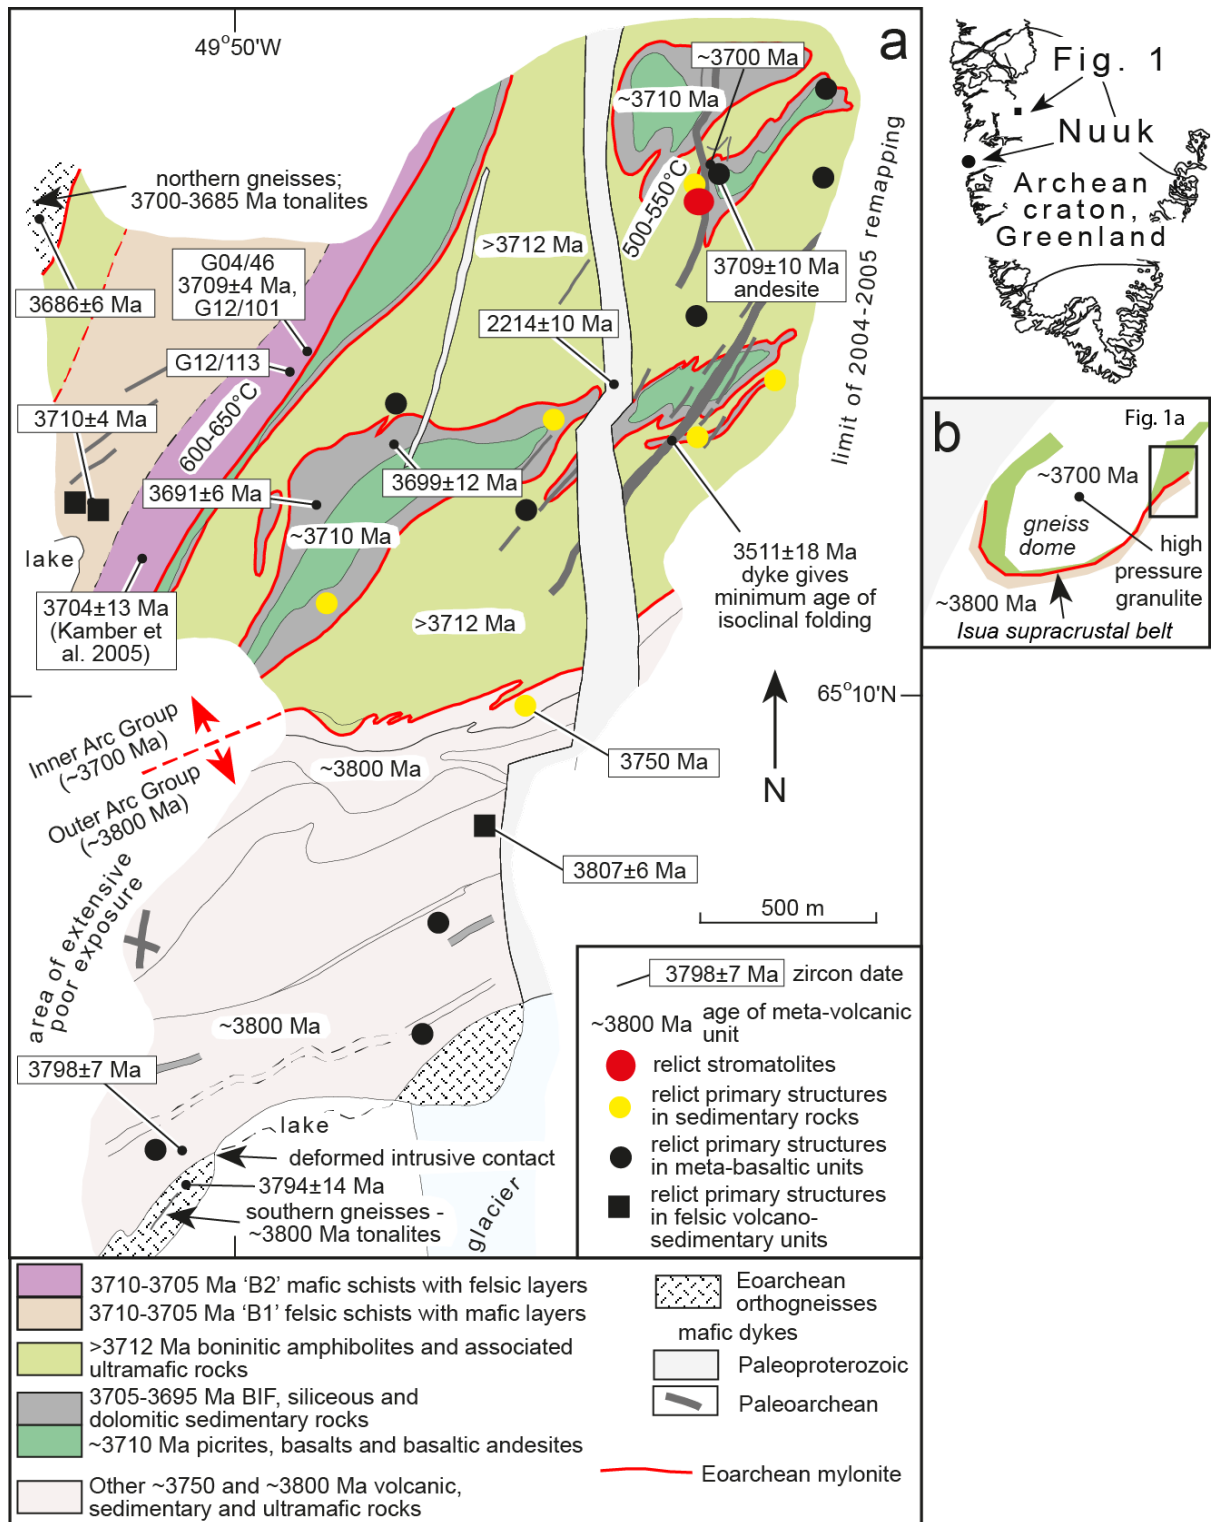 49°50'W
a
~3700 Ma
~3710 Ma
northern gneisses;
3700-3685 Ma tonalites
500-550°C
limit of 2004-2005 remapping
>3712 Ma
G04/46
3709±4 Ma,
G12/101
3709±10 Ma
andesite
3686±6 Ma
2214±10 Ma
G12/113
3710±4 Ma
600-650°C
3699±12 Ma
3691±6 Ma
~3710 Ma
lake
3511±18 Ma
dyke gives
minimum age of
isoclinal folding
3704±13 Ma
(Kamber et
al. 2005)
>3712 Ma
65°10'N
Inner Arc Group
(~3700 Ma)
Outer Arc Group
(~3800 Ma)
3750 Ma
~3800 Ma
N
3807±6 Ma
area of extensive
poor exposure
500 m
~3800 Ma
3798±7 Ma
lake
deformed intrusive contact
3794±14 Ma
southern gneisses -
~3800 Ma tonalites
glacier
3798±7 Ma zircon date
~3800 Ma age of meta-volcanic
unit
relict stromatolites
relict primary structures
in sedimentary rocks
relict primary structures
in meta-basaltic units
relict primary structures
in felsic volcano-
sedimentary units
3710-3705 Ma ‘B2’ mafic schists with felsic layers
3710-3705 Ma ‘B1’ felsic schists with mafic layers
>3712 Ma boninitic amphibolites and associated
ultramafic rocks
3705-3695 Ma BIF, siliceous and
dolomitic sedimentary rocks
~3710 Ma picrites, basalts and basaltic andesites
Other ~3750 and ~3800 Ma volcanic,
sedimentary and ultramafic rocks
Eoarchean
orthogneisses
mafic dykes
Paleoproterozoic
Paleoarchean
Eoarchean mylonite
Fig. 1
Nuuk
Archean
craton,
Greenland
b
Fig. 1a
~3700 Ma
gneiss
dome
high
pressure
granulite
~3800 Ma
Isua supracrustal belt